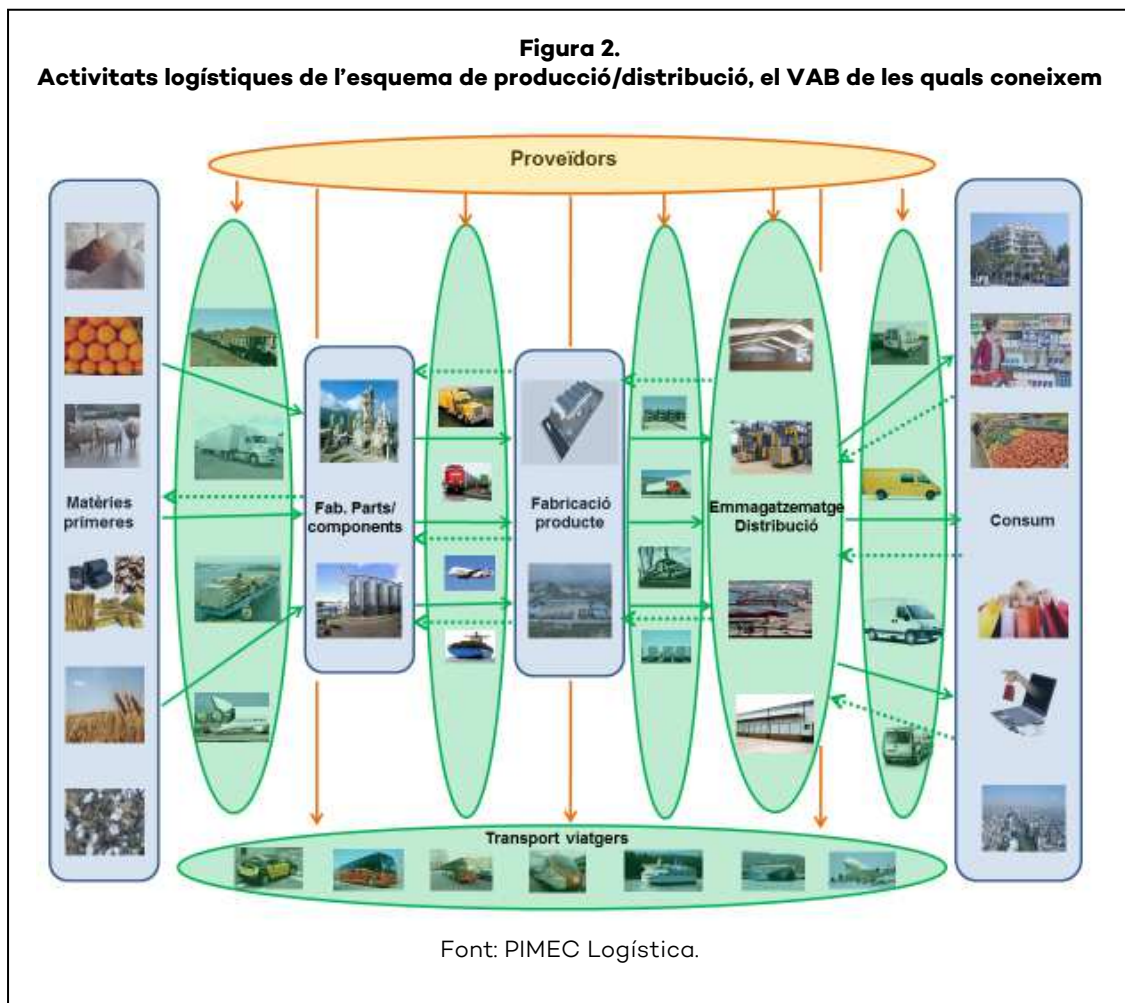 Figura 2.
Activitats logístiques de l'esquema de producció/distribució, el VAB de les quals coneixem
Proveïdors
Matèries
primeres
Fab. Parts/
components
Fabricació
producte
Emmagatzematge
Distribució
Consum
Transport viatgers
Font: PIMEC Logística.